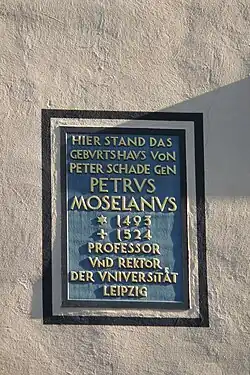 HIER STAND DAS
GEBVRTSHAVS VON
PETER SCHADE GEN
PETRVS
MOSELANVS
✡ 1493
✝ 1524
PROFESSOR
VND REKTOR
DER VNIVERSITÄT
LEIPZIG